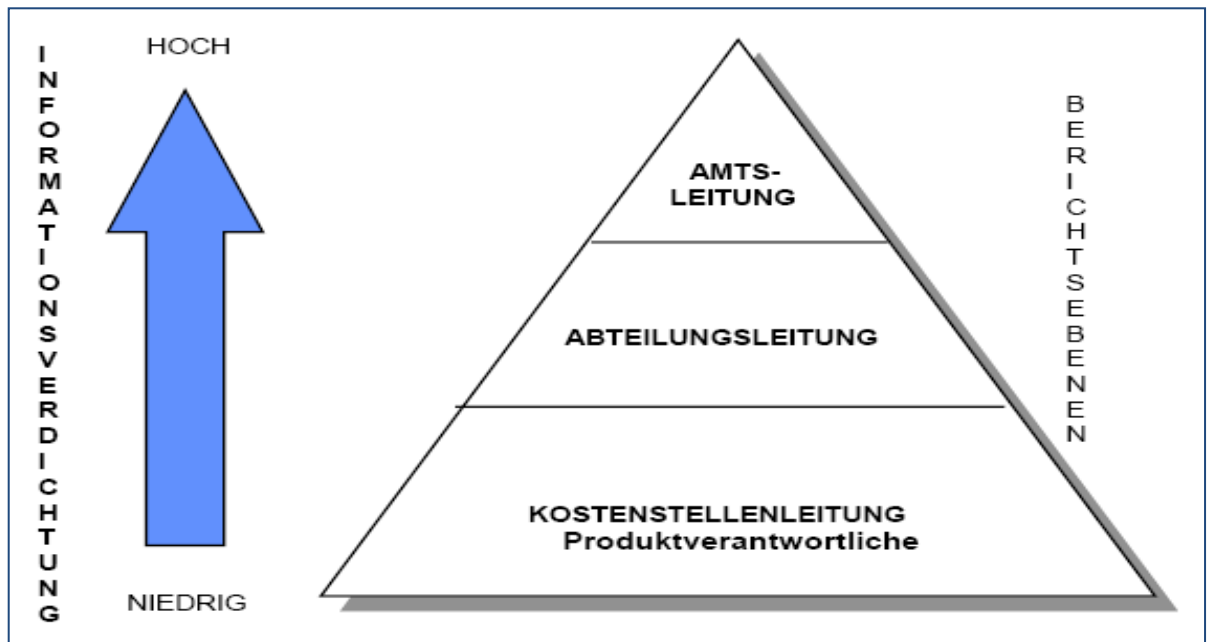 INFORMATIONSVERDICHTUNG
HOCH
NIEDRIG
AMTS-
LEITUNG
ABTEILUNGSLEITUNG
KOSTENSTELLENLEITUNG
Produktverantwortliche
BERICHTSEBENEN